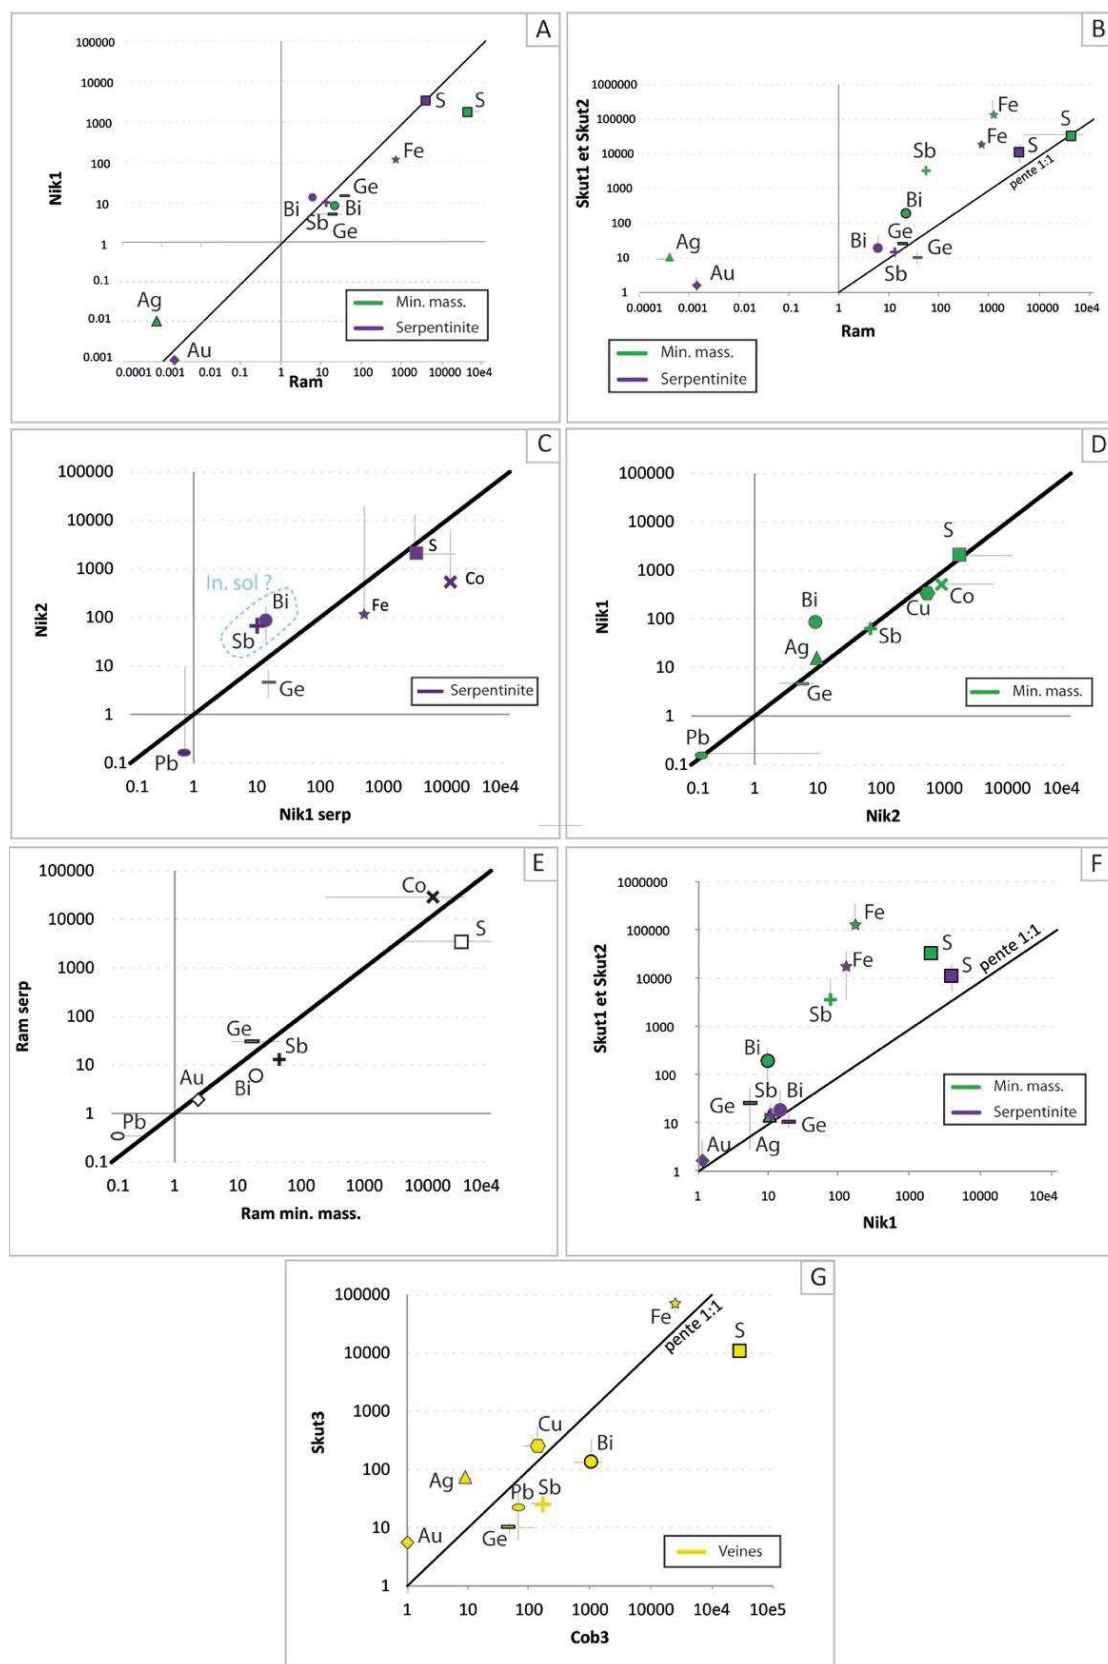 A
100000
10000
1000
100
10
1
0.1
0.01
0.001
Nik1
S
S
Fe
Ge
Bi
Bi
Sb
Ge
Ag
Au
Min. mass.
Serpentinite
0.0001 0.001 0.01 0.1 1 10 100 1000 10000 10e4
Ram
B
1000000
100000
10000
1000
100
10
1
Skut1 et Skut2
Fe
Fe
S
S
Sb
pente 1:1
Bi
Bi
Ge
Ge
Sb
Ag
Au
0.0001 0.001 0.01 0.1 1 10 100 1000 10000 10e4
Ram
Min. mass.
Serpentinite
C
100000
10000
1000
100
10
1
0.1
Nik2
In. sol ?
Bi
Sb
S
Co
Fe
Ge
Pb
Serpentinite
0.1 1 10 100 1000 10000 10e4
Nik1 serp
D
100000
10000
1000
100
10
1
0.1
Nik1
S
Co
Cu
Bi
Sb
Ag
Ge
Pb
Min. mass.
0.1 1 10 100 1000 10000 10e4
Nik2
E
100000
10000
1000
100
10
1
0.1
Ram serp
Co
S
Ge
Sb
Au
Bi
Pb
0.1 1 10 100 1000 10000 10e4
Ram min. mass.
F
1000000
100000
10000
1000
100
10
1
Skut1 et Skut2
Fe
Fe
S
S
pente 1:1
Sb
Bi
Sb
Bi
Ge
Ge
Au
Ag
Min. mass.
Serpentinite
1 10 100 1000 10000 10e4
Nik1
G
100000
10000
1000
100
10
1
Skut3
Fe
pente 1:1
S
Cu
Bi
Ag
Pb
Sb
Au
Ge
Veines
1 10 100 1000 10000 10e4 10e5
Cob3